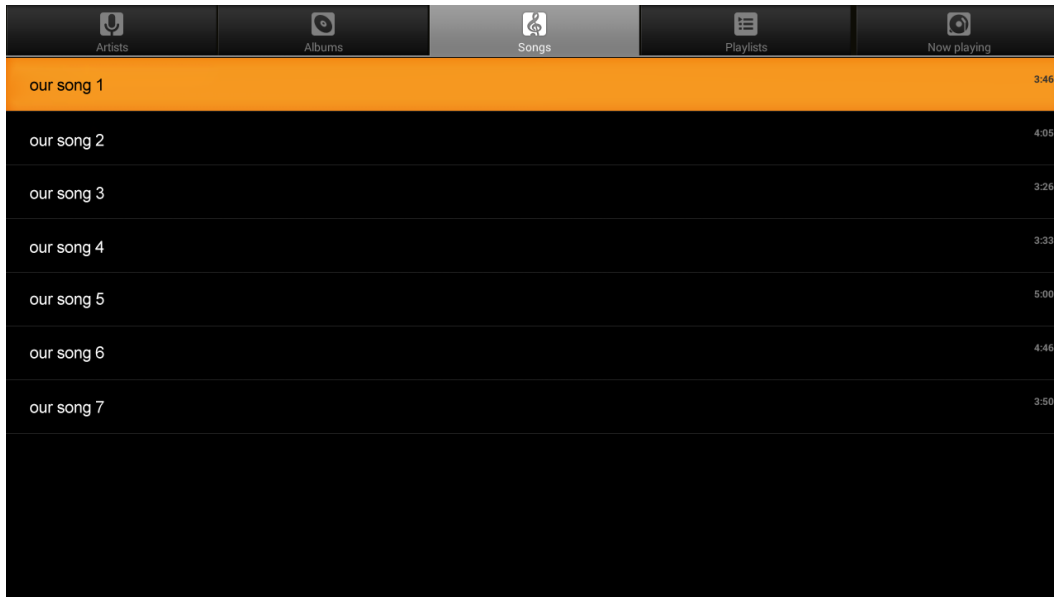 Artists Albums Songs Playlists Now playing
our song 1 3:46
our song 2 4:05
our song 3 3:26
our song 4 3:33
our song 5 5:00
our song 6 4:46
our song 7 3:50